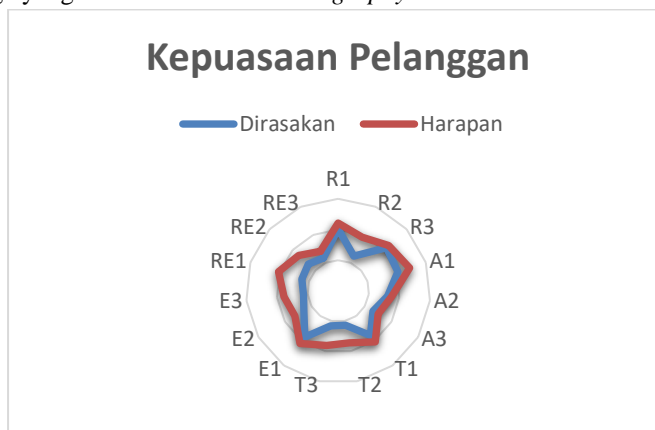 Kepuasaan Pelanggan
Dirasakan Harapan
R1
RE3 R2
RE2 R3
RE1 A1
E3 A2
E2 A3
E1 T1
T3 T2